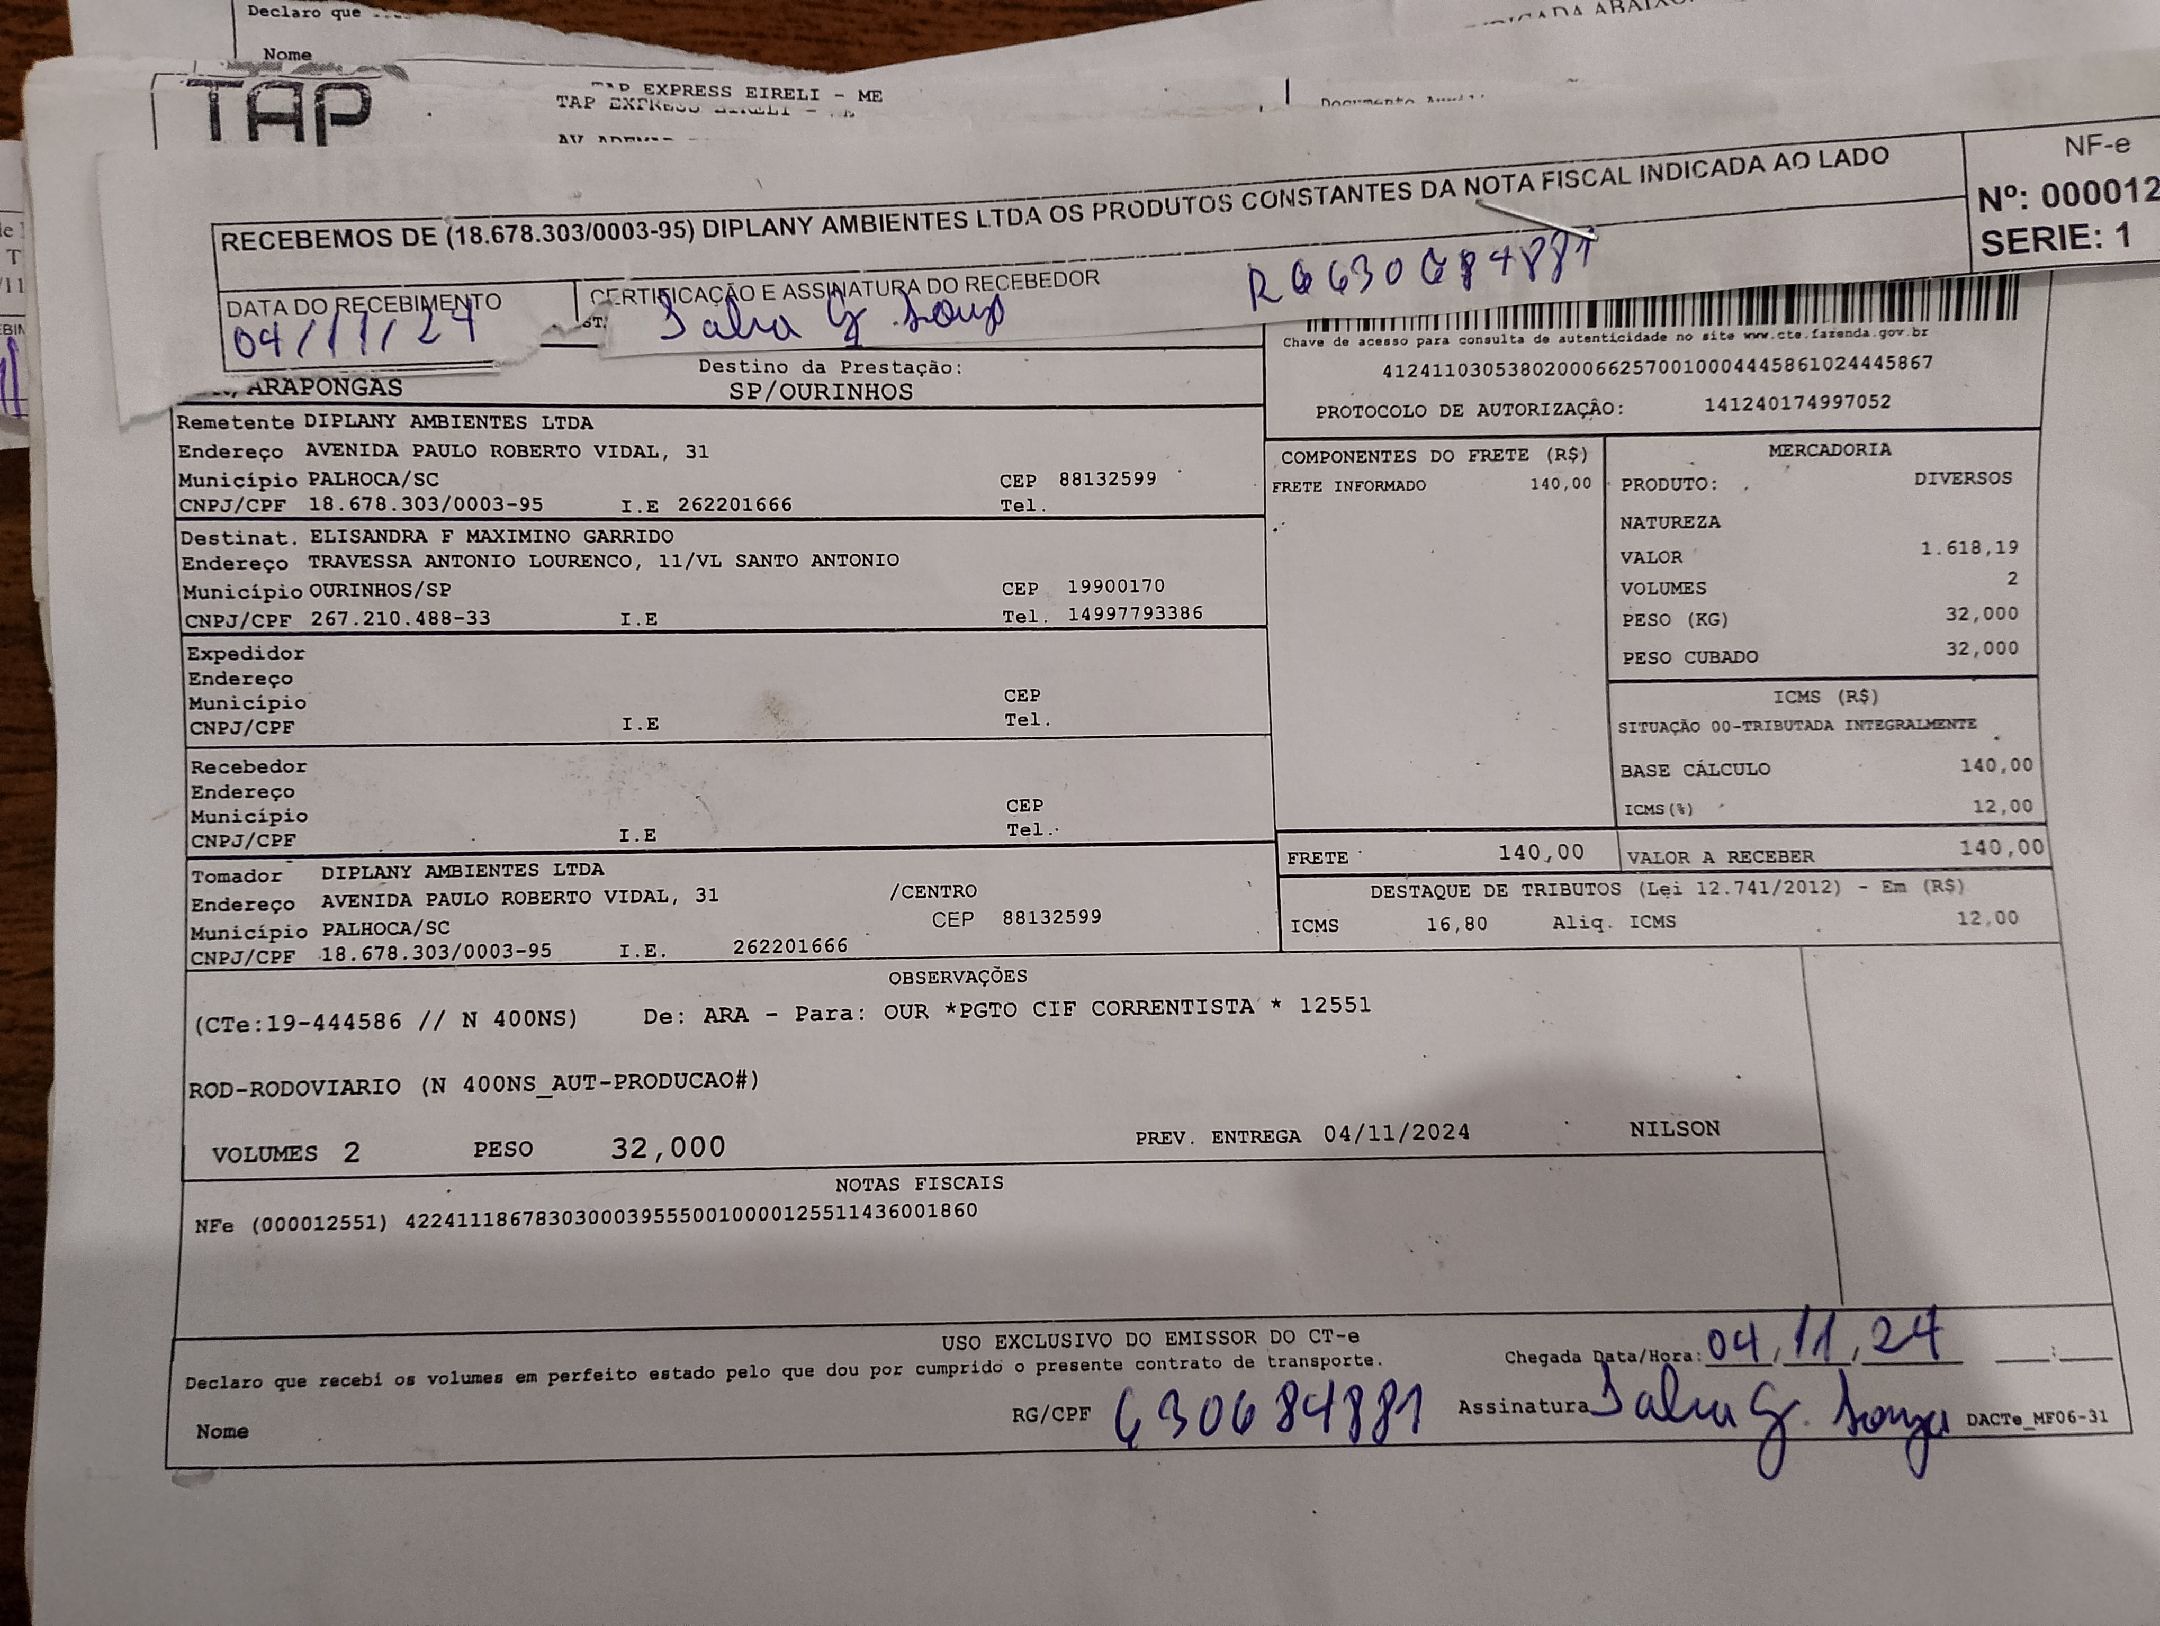 Declaro que
Nome
TAP
EXPRESS EIRELI - ME
TAP EXPRESS EIRELI
RECEBEMOS DE (18.678.303/0003-95) DIPLANY AMBIENTES LTDA OS PRODUTOS CONSTANTES DA NOTA FISCAL INDICADA AO LADO
NF-e
Nº: 000012
SERIE: 1
DATA DO RECEBIMENTO
04/11/24
CERTIFICAÇÃO E ASSINATURA DO RECEBEDOR
RG 630684881
Chave de acesso para consulta de autenticidade no site www.cte.fazenda.gov.br
41241103053802000662570010004445861024445867
PROTOCOLO DE AUTORIZAÇÃO: 141240174997052
ARAPONGAS
Destino da Prestação:
SP/OURINHOS
Remetente DIPLANY AMBIENTES LTDA
Endereço AVENIDA PAULO ROBERTO VIDAL, 31
Município PALHOCA/SC CEP 88132599
CNPJ/CPF 18.678.303/0003-95 I.E 262201666 Tel.
Destinat. ELISANDRA F MAXIMINO GARRIDO
Endereço TRAVESSA ANTONIO LOURENCO, 11/VL SANTO ANTONIO
Município OURINHOS/SP CEP 19900170
CNPJ/CPF 267.210.488-33 I.E Tel. 14997793386
Expedidor
Endereço
Município CEP
CNPJ/CPF I.E Tel.
Recebedor
Endereço
Município CEP
CNPJ/CPF I.E Tel.
Tomador DIPLANY AMBIENTES LTDA
Endereço AVENIDA PAULO ROBERTO VIDAL, 31 /CENTRO
Município PALHOCA/SC CEP 88132599
CNPJ/CPF 18.678.303/0003-95 I.E. 262201666
COMPONENTES DO FRETE (R$)
FRETE INFORMADO 140,00
MERCADORIA
PRODUTO: DIVERSOS
NATUREZA
VALOR 1.618,19
VOLUMES 2
PESO (KG) 32,000
PESO CUBADO 32,000
ICMS (R$)
SITUAÇÃO 00-TRIBUTADA INTEGRALMENTE
BASE CÁLCULO 140,00
ICMS(%) 12,00
FRETE 140,00 VALOR A RECEBER 140,00
DESTAQUE DE TRIBUTOS (Lei 12.741/2012) - Em (R$)
ICMS 16,80 Aliq. ICMS 12,00
OBSERVAÇÕES
(CTe:19-444586 // N 400NS) De: ARA - Para: OUR *PGTO CIF CORRENTISTA * 12551
ROD-RODOVIARIO (N 400NS_AUT-PRODUCAO#)
VOLUMES 2 PESO 32,000 PREV. ENTREGA 04/11/2024 NILSON
NOTAS FISCAIS
NFe (000012551) 42241118678303000395550010000125511436001860
USO EXCLUSIVO DO EMISSOR DO CT-e
Declaro que recebi os volumes em perfeito estado pelo que dou por cumprido o presente contrato de transporte.
Chegada Data/Hora: 04,11,24
Nome RG/CPF 630684881 Assinatura DACTe_MF06-31